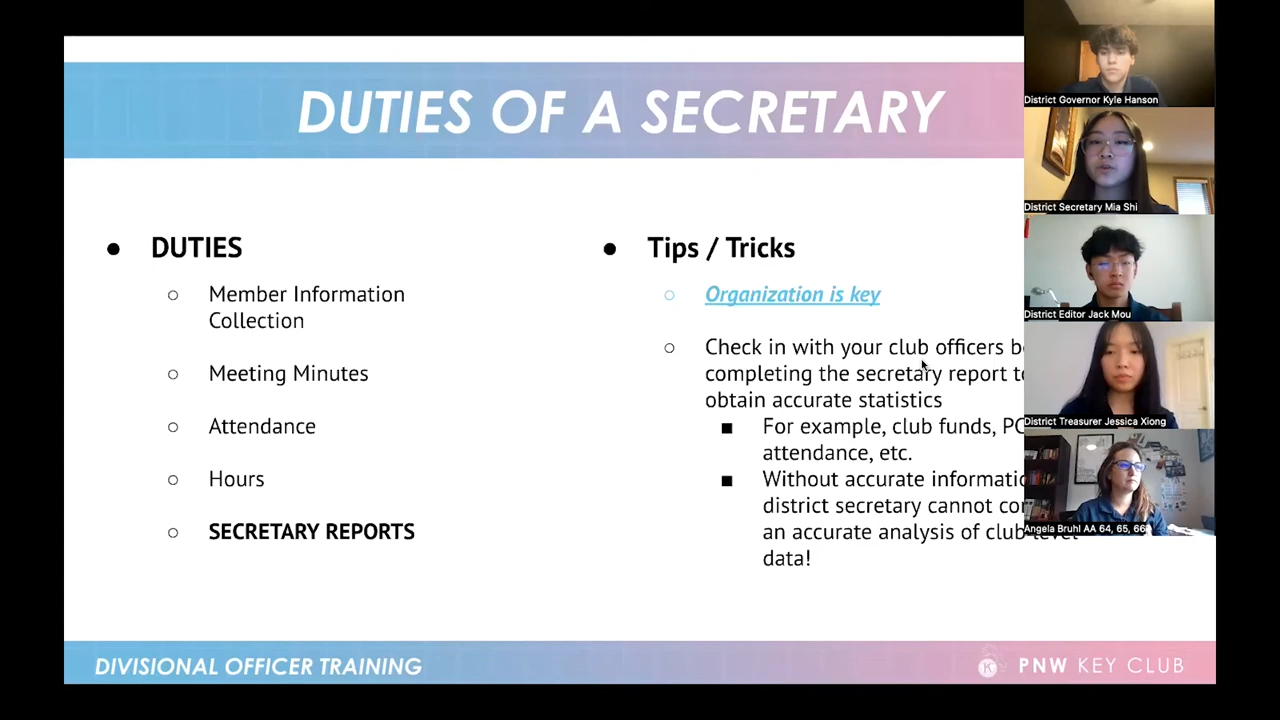 DUTIES OF A SECRETARY
● DUTIES
○ Member Information
Collection
○ Meeting Minutes
○ Attendance
○ Hours
○ SECRETARY REPORTS
● Tips / Tricks
○ Organization is key
○ Check in with your club officers
completing the secretary report
obtain accurate statistics
■ For example, club funds,
attendance, etc.
■ Without accurate
district secretary cannot
an accurate analysis of club-level
data!
DIVISIONAL OFFICER TRAINING
K
PNW KEY CLUB
District Governor Kyle Hanson
District Secretary Mia Shi
District Editor Jack Mou
District Treasurer Jessica Xiong
Angela Bruhl AA 64, 65, 66